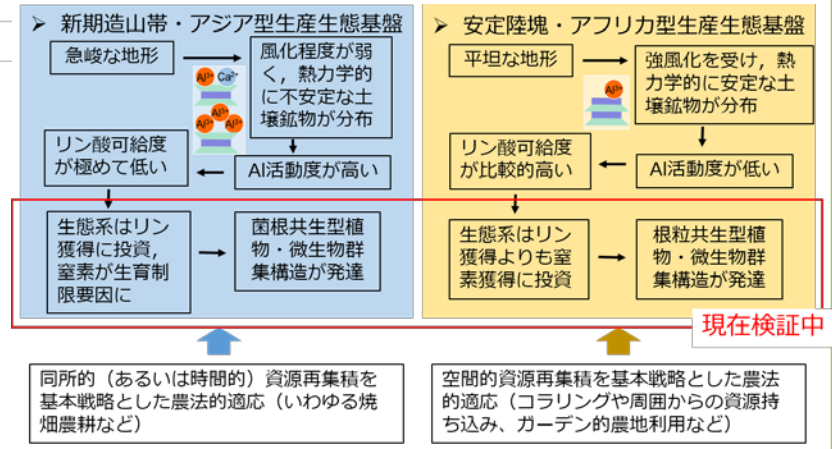 ➢ 新期造山帯・アジア型生産生態基盤
急峻な地形
風化程度が弱
く，熱力学的
に不安定な土
壌鉱物が分布
Al³⁺ Ca²⁺
Al³⁺
Al³⁺ Al³⁺
リン酸可給度
が極めて低い
Al活動度が高い
生態系はリン
獲得に投資，
窒素が生育制
限要因に
菌根共生型植
物・微生物群
集構造が発達
➢ 安定陸塊・アフリカ型生産生態基盤
平坦な地形
強風化を受け，熱
力学的に安定な土
壌鉱物が分布
Al³⁺
リン酸可給度
が比較的高い
Al活動度が低い
生態系はリン
獲得よりも窒
素獲得に投資
根粒共生型植
物・微生物群
集構造が発達
現在検証中
同所的（あるいは時間的）資源再集積を
基本戦略とした農法的適応（いわゆる焼
畑農耕など）
空間的資源再集積を基本戦略とした農法
的適応（コラリングや周囲からの資源持
ち込み、ガーデン的農地利用など）